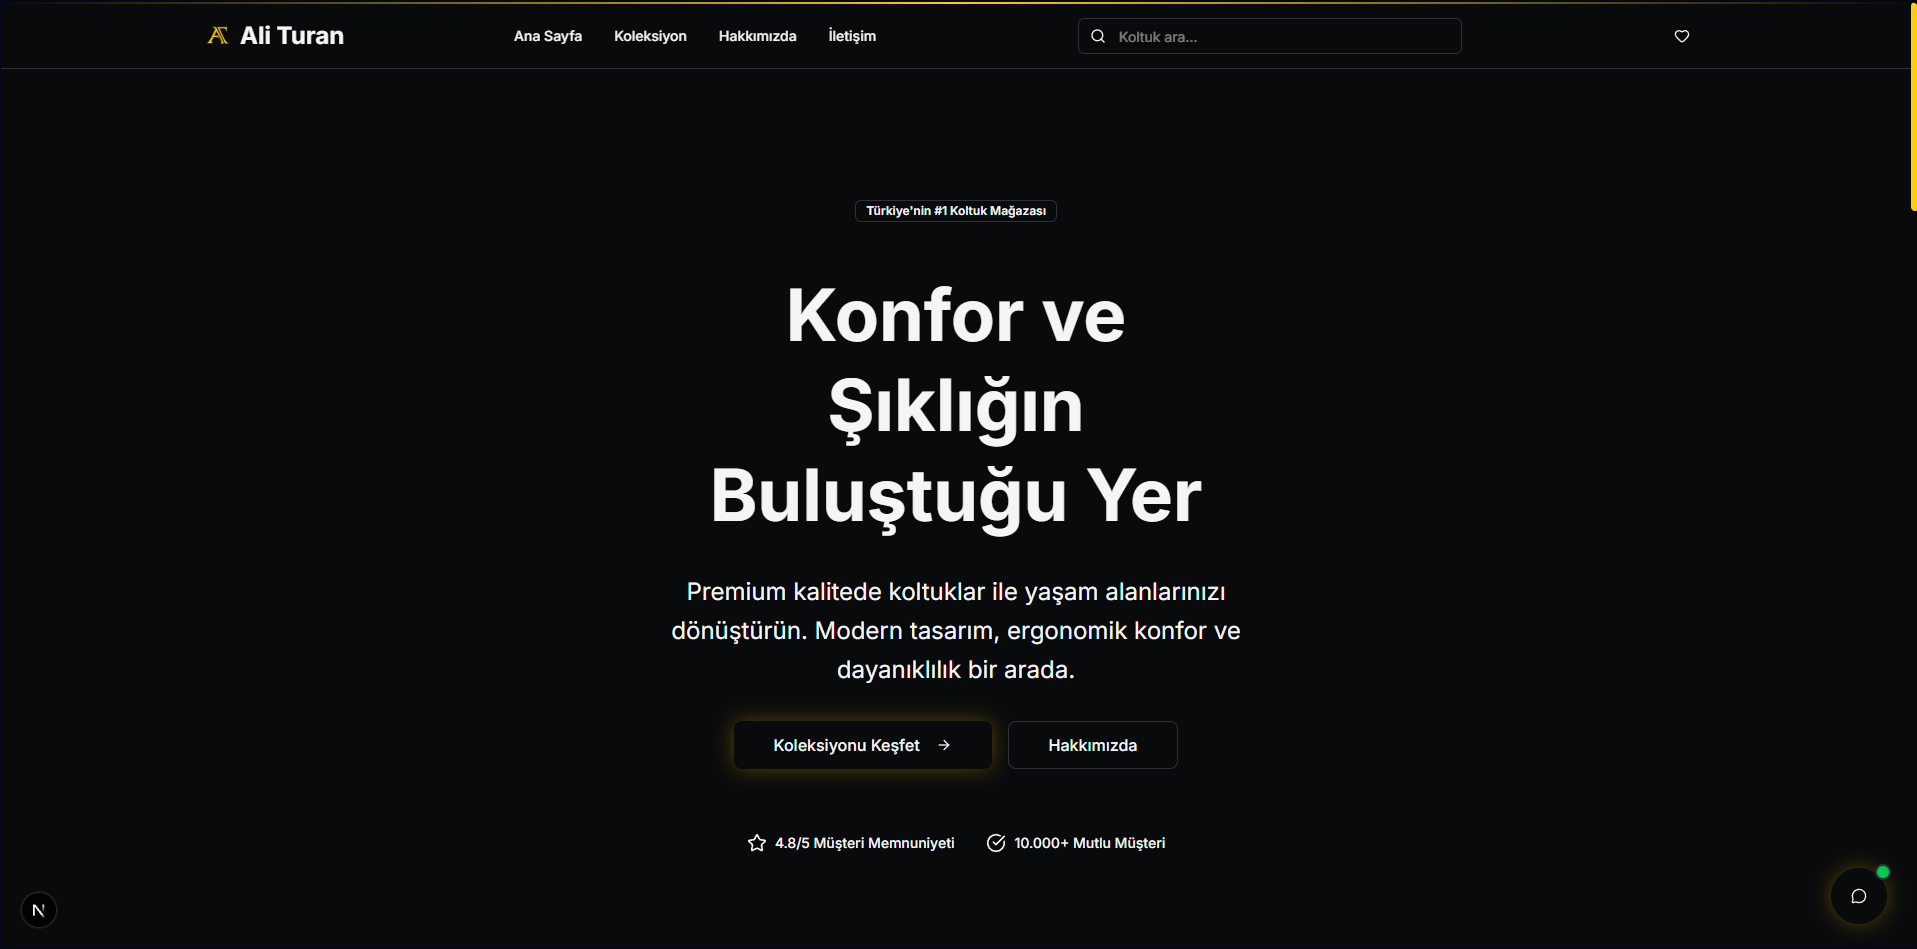 Ali Turan
Ana Sayfa
Koleksiyon
Hakkımızda
İletişim
Koltuk ara...
Türkiye'nin #1 Koltuk Mağazası
Konfor ve
Şıklığın
Buluştuğu Yer
Premium kalitede koltuklar ile yaşam alanlarınızı
dönüştürün. Modern tasarım, ergonomik konfor ve
dayanıklılık bir arada.
Koleksiyonu Keşfet
Hakkımızda
4.8/5 Müşteri Memnuniyeti
10.000+ Mutlu Müşteri
N